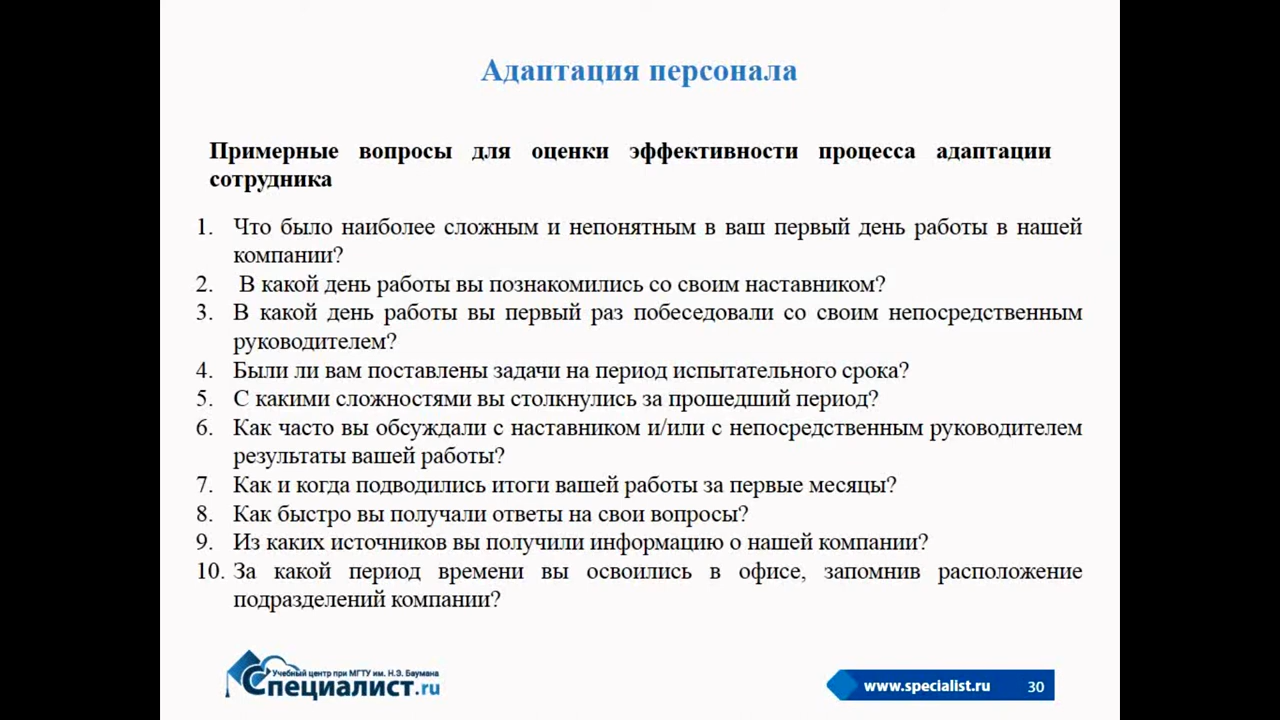 Адаптация персонала
Примерные вопросы для оценки эффективности процесса адаптации
сотрудника
1. Что было наиболее сложным и непонятным в ваш первый день работы в нашей
компании?
2. В какой день работы вы познакомились со своим наставником?
3. В какой день работы вы первый раз побеседовали со своим непосредственным
руководителем?
4. Были ли вам поставлены задачи на период испытательного срока?
5. С какими сложностями вы столкнулись за прошедший период?
6. Как часто вы обсуждали с наставником и/или с непосредственным руководителем
результаты вашей работы?
7. Как и когда подводились итоги вашей работы за первые месяцы?
8. Как быстро вы получали ответы на свои вопросы?
9. Из каких источников вы получили информацию о нашей компании?
10. За какой период времени вы освоились в офисе, запомнив расположение
подразделений компании?
Учебный центр при МГТУ им. Н.Э. Баумана
Специалист.ru
www.specialist.ru 30